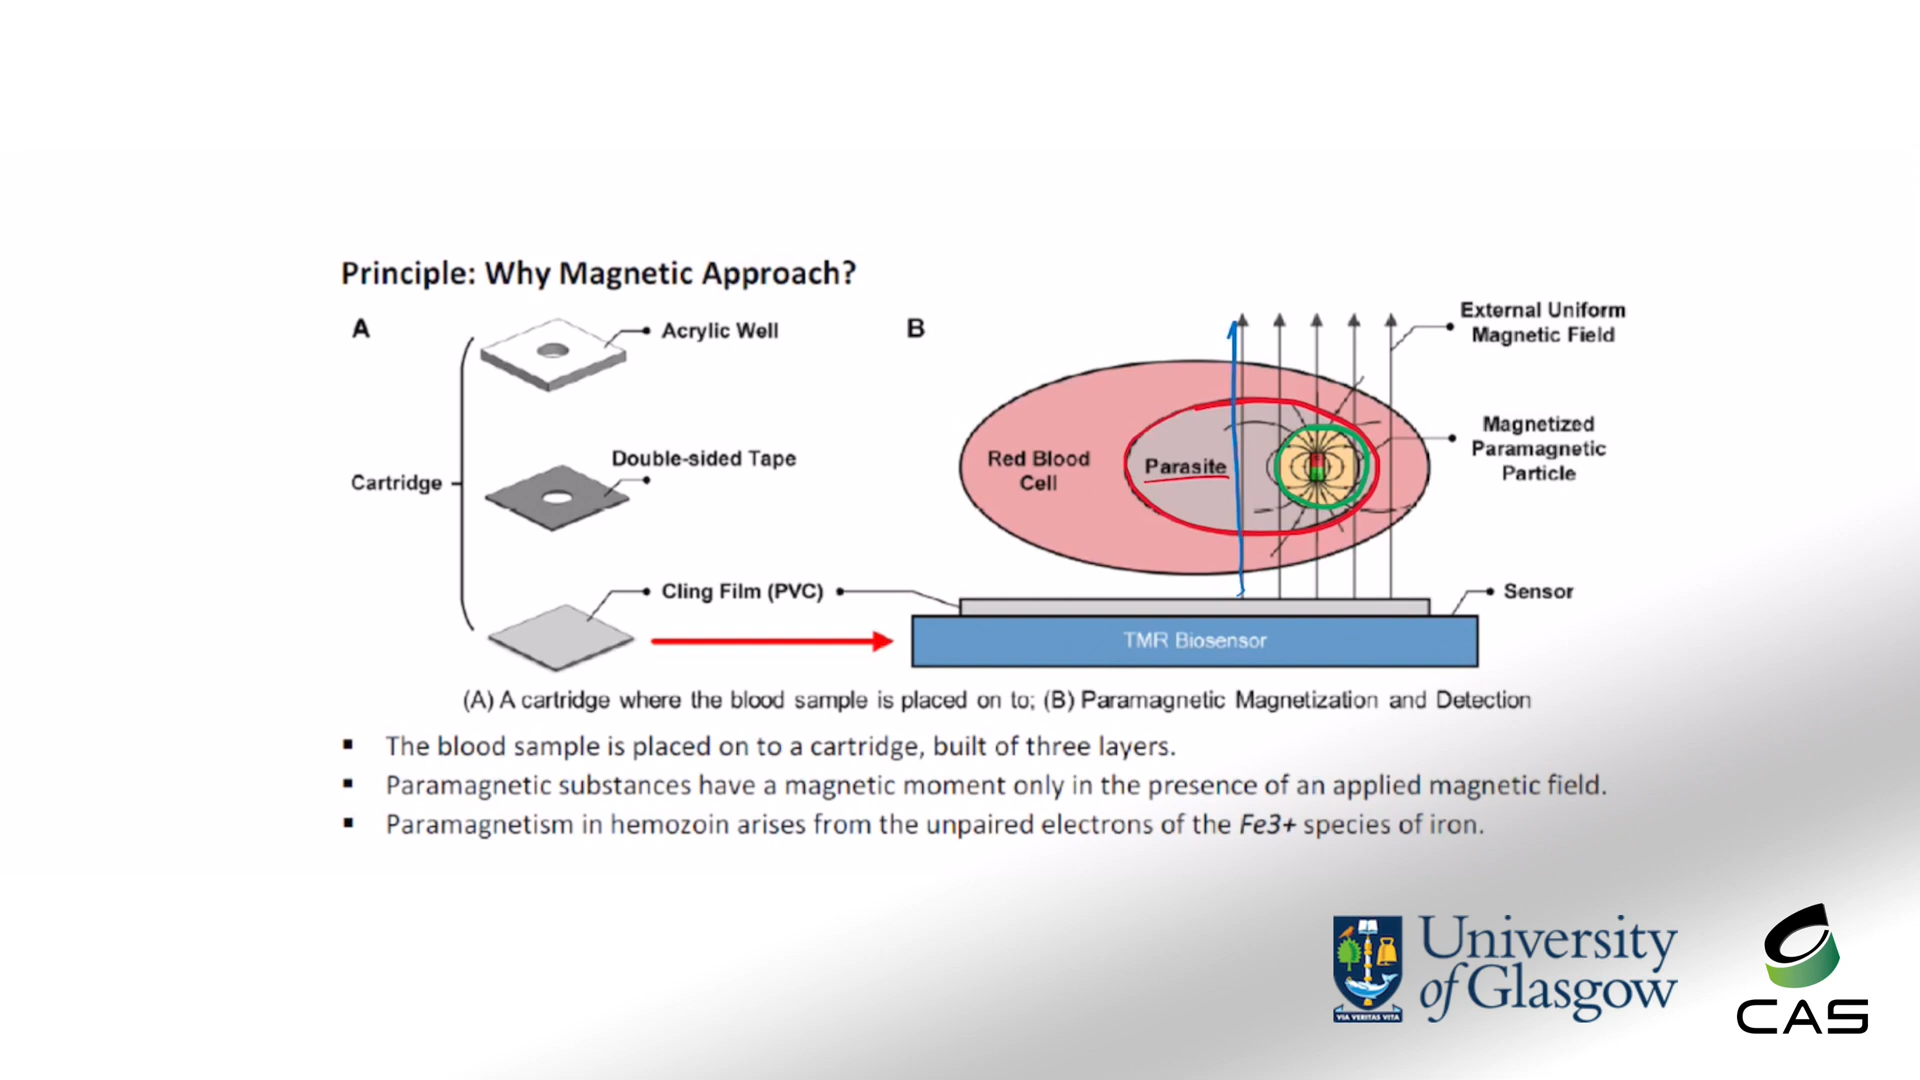 Principle: Why Magnetic Approach?
A
Acrylic Well
Double-sided Tape
Cartridge
Cling Film (PVC)
B
External Uniform
Magnetic Field
Magnetized
Paramagnetic
Particle
Red Blood
Cell
Parasite
Sensor
TMR Biosensor
(A) A cartridge where the blood sample is placed on to; (B) Paramagnetic Magnetization and Detection
▪ The blood sample is placed on to a cartridge, built of three layers.
▪ Paramagnetic substances have a magnetic moment only in the presence of an applied magnetic field.
▪ Paramagnetism in hemozoin arises from the unpaired electrons of the Fe3+ species of iron.
University
of Glasgow
VIA VERITAS VITA
CAS